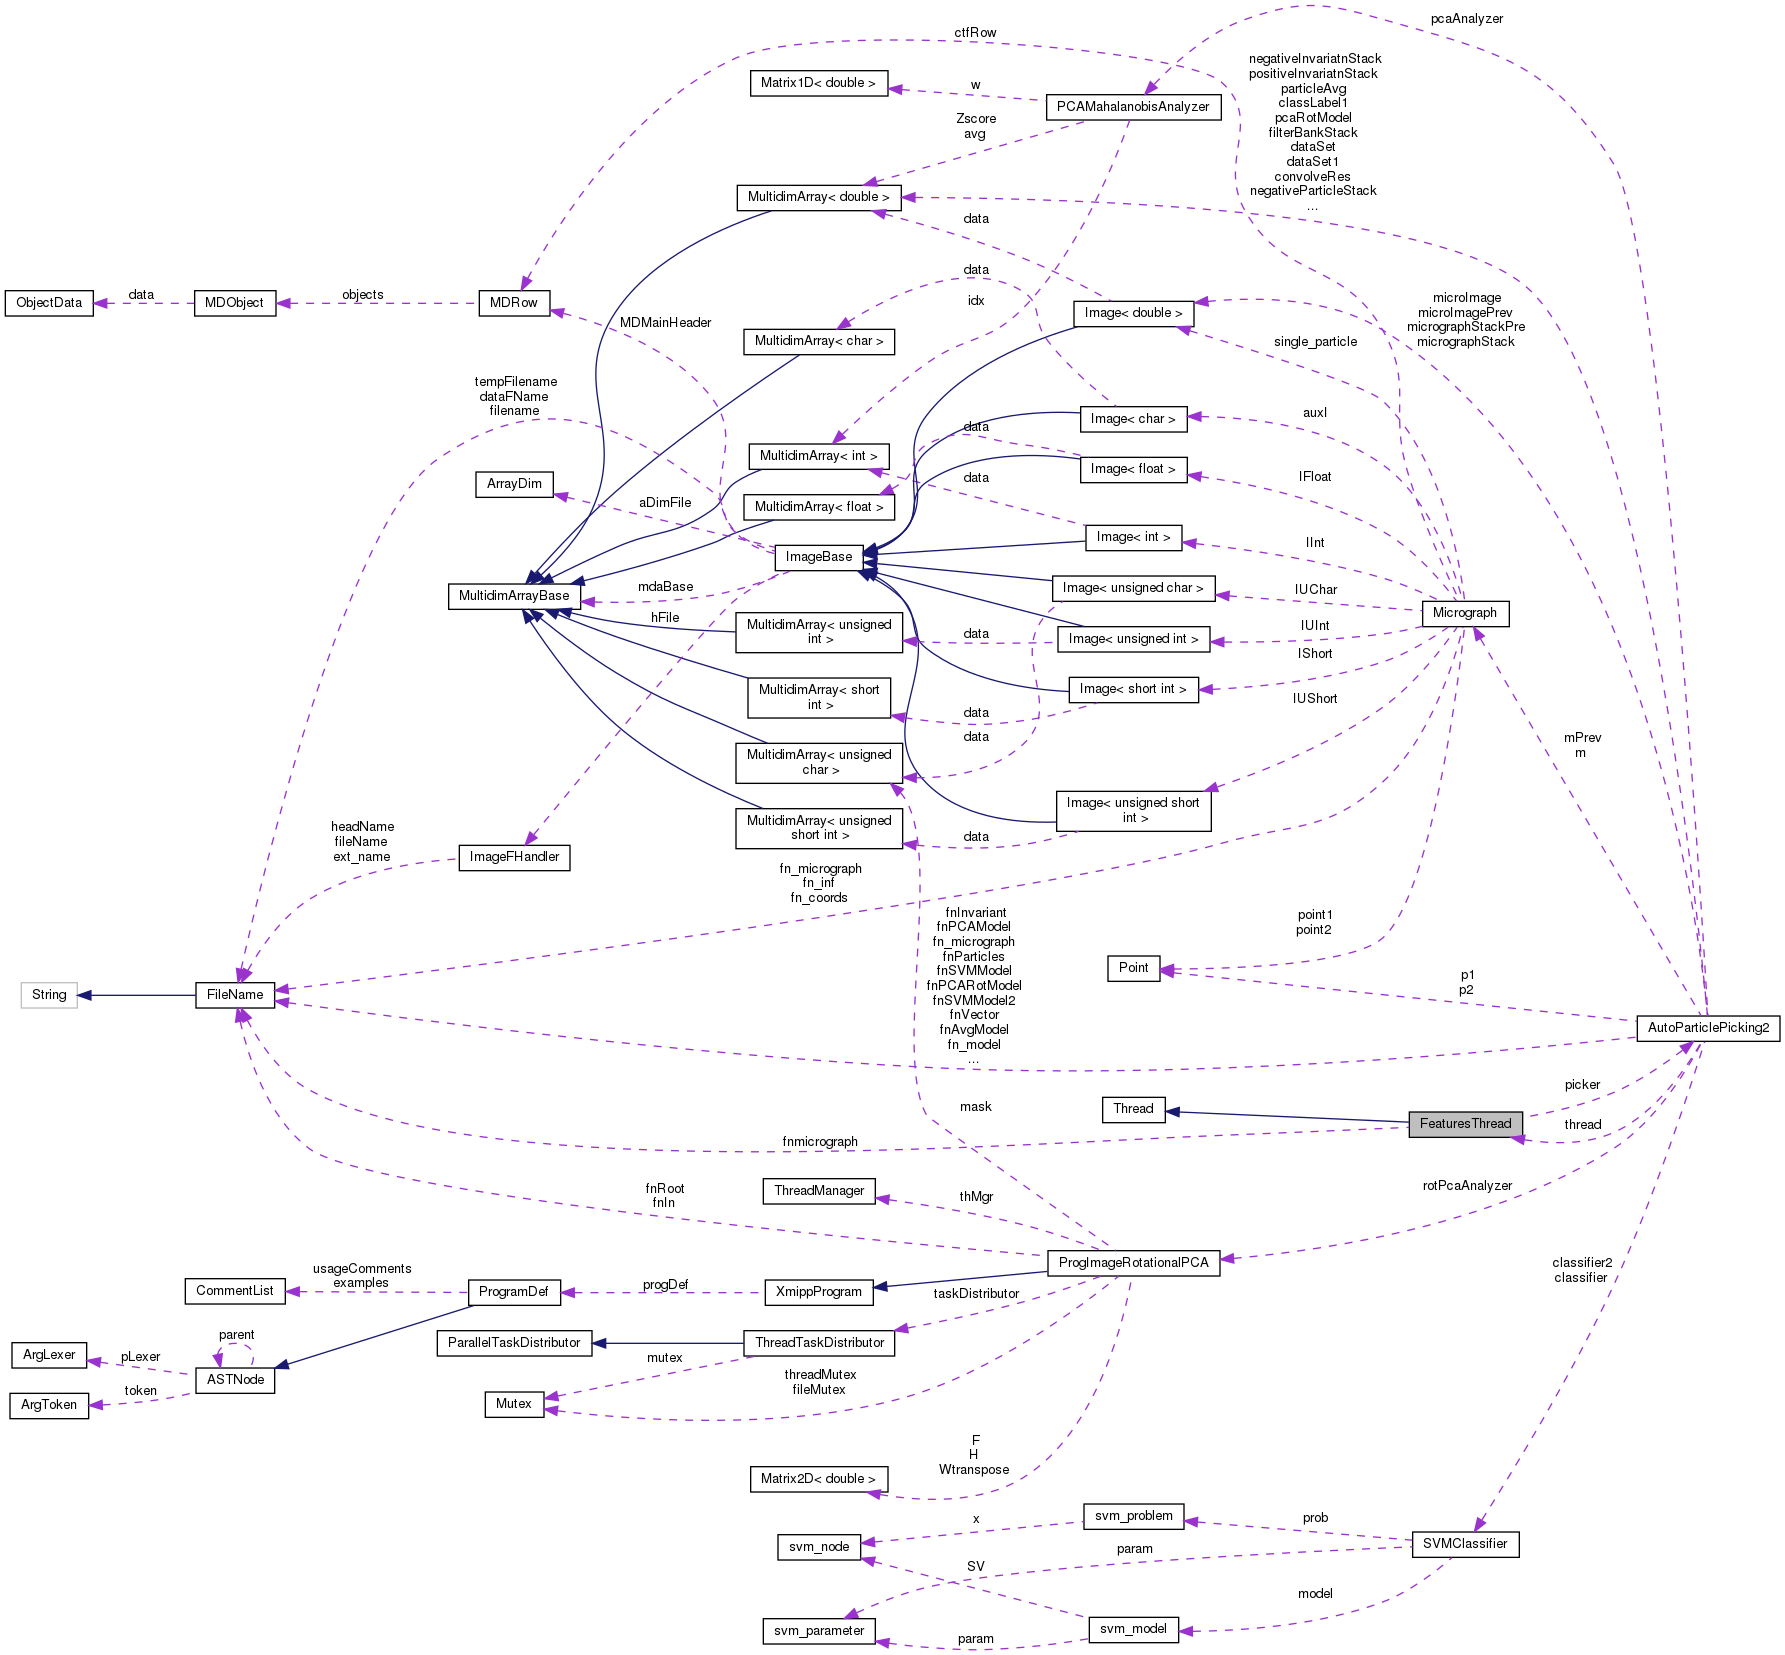 pcaAnalyzer
ctfRow
negativeInvariatnStack
positiveInvariatnStack
particleAvg
classLabel1
pcaRotModel
filterBankStack
dataSet
dataSet1
convolveRes
negativeParticleStack
...
Matrix1D< double >
w
PCAMahalanobisAnalyzer
Zscore
avg
MultidimArray< double >
data
ObjectData
data
MDObject
objects
MDRow
data
idx
Image< double >
microImage
microImagePrev
micrographStackPre
micrographStack
MDMainHeader
MultidimArray< char >
single_particle
tempFilename
dataFName
filename
Image< char >
auxI
data
MultidimArray< int >
Image< float >
IFloat
ArrayDim
aDimFile
data
MultidimArray< float >
ImageBase
Image< int >
IInt
MultidimArrayBase
mdaBase
Image< unsigned char >
IUChar
Micrograph
hFile
MultidimArray< unsigned
int >
data
Image< unsigned int >
IUInt
IShort
MultidimArray< short
int >
Image< short int >
IUShort
data
data
MultidimArray< unsigned
char >
mPrev
m
MultidimArray< unsigned
short int >
data
Image< unsigned short
int >
headName
fileName
ext_name
ImageFHandler
fn_micrograph
fn_inf
fn_coords
fnInvariant
fnPCAModel
fn_micrograph
fnParticles
fnSVMModel
fnPCARotModel
fnSVMModel2
fnVector
fnAvgModel
fn_model
...
point1
point2
Point
p1
p2
String
FileName
AutoParticlePicking2
mask
Thread
picker
FeaturesThread
thread
fnmicrograph
fnRoot
fnIn
ThreadManager
thMgr
rotPcaAnalyzer
ProgImageRotationalPCA
classifier2
classifier
CommentList
usageComments
examples
ProgramDef
progDef
XmippProgram
taskDistributor
ArgLexer
pLexer
parent
ParallelTaskDistributor
ThreadTaskDistributor
mutex
ASTNode
ArgToken
token
Mutex
threadMutex
fileMutex
F
H
Wtranspose
Matrix2D< double >
svm_problem
x
prob
svm_node
SVMClassifier
param
SV
model
svm_parameter
param
svm_model